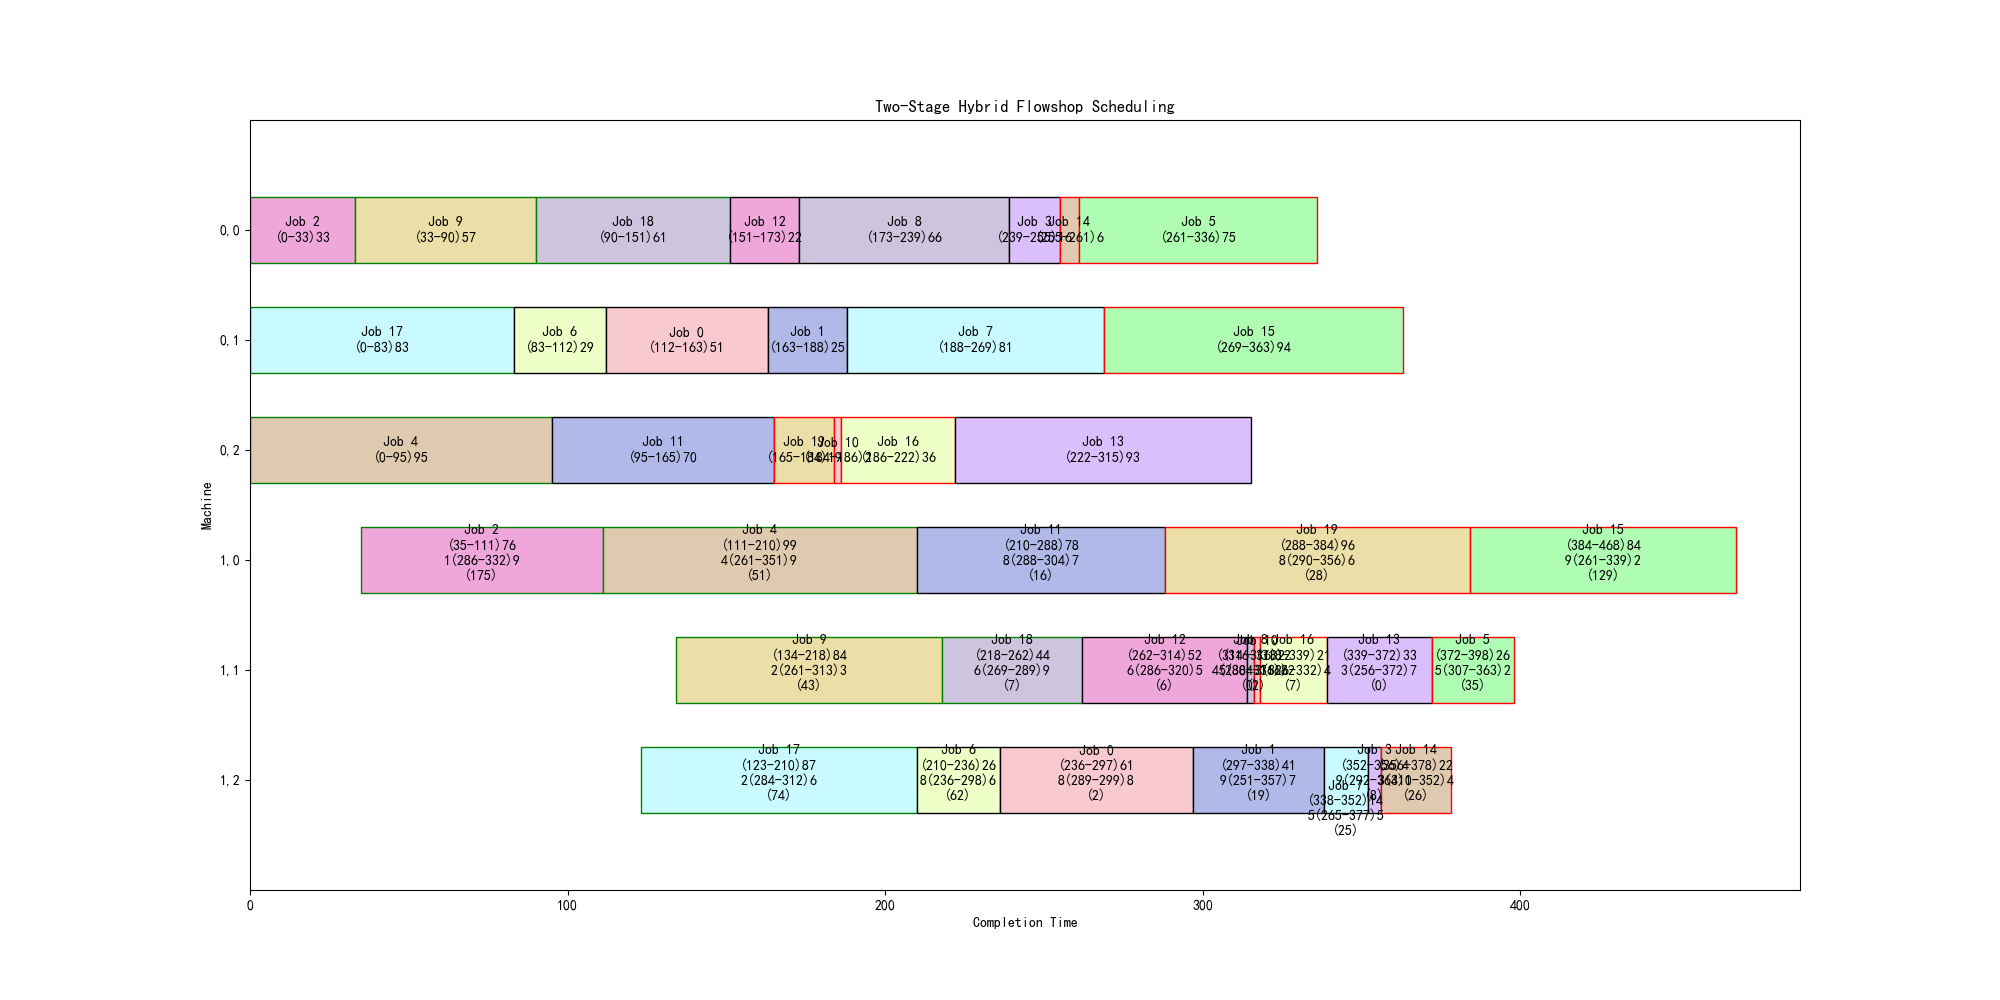 Two-Stage Hybrid Flowshop Scheduling
0,0
Job 2
(0-33)33
Job 9
(33-90)57
Job 18
(90-151)61
Job 12
(151-173)22
Job 8
(173-239)66
Job 3
(239-255)16
Job 14
(255-261)6
Job 5
(261-336)75
0,1
Job 17
(0-83)83
Job 6
(83-112)29
Job 0
(112-163)51
Job 1
(163-188)25
Job 7
(188-269)81
Job 15
(269-363)94
0,2
Job 4
(0-95)95
Job 11
(95-165)70
Job 19
(165-184)19
Job 10
(184-186)2
Job 16
(186-222)36
Job 13
(222-315)93
Machine
1,0
Job 2
(35-111)76
1(286-332)9
(175)
Job 4
(111-210)99
4(261-351)9
(51)
Job 11
(210-288)78
8(288-304)7
(16)
Job 19
(288-384)96
8(290-356)6
(28)
Job 15
(384-468)84
9(261-339)2
(129)
1,1
Job 9
(134-218)84
2(261-313)3
(43)
Job 18
(218-262)44
6(269-289)9
(7)
Job 12
(262-314)52
6(286-320)5
(6)
Job 8
(314-316)2
Job 10
(316-318)2
Job 16
(318-339)21
(7)
Job 13
(339-372)33
3(256-372)7
(0)
Job 5
(372-398)26
5(307-363)2
(35)
1,2
Job 17
(123-210)87
2(284-312)6
(74)
Job 6
(210-236)26
8(236-298)6
(62)
Job 0
(236-297)61
8(289-299)8
(2)
Job 1
(297-338)41
9(251-357)7
(19)
Job 7
(338-352)14
5(265-377)5
(25)
Job 3
(352-356)4
(8)
Job 14
(356-378)22
(26)
0
100
200
300
400
Completion Time